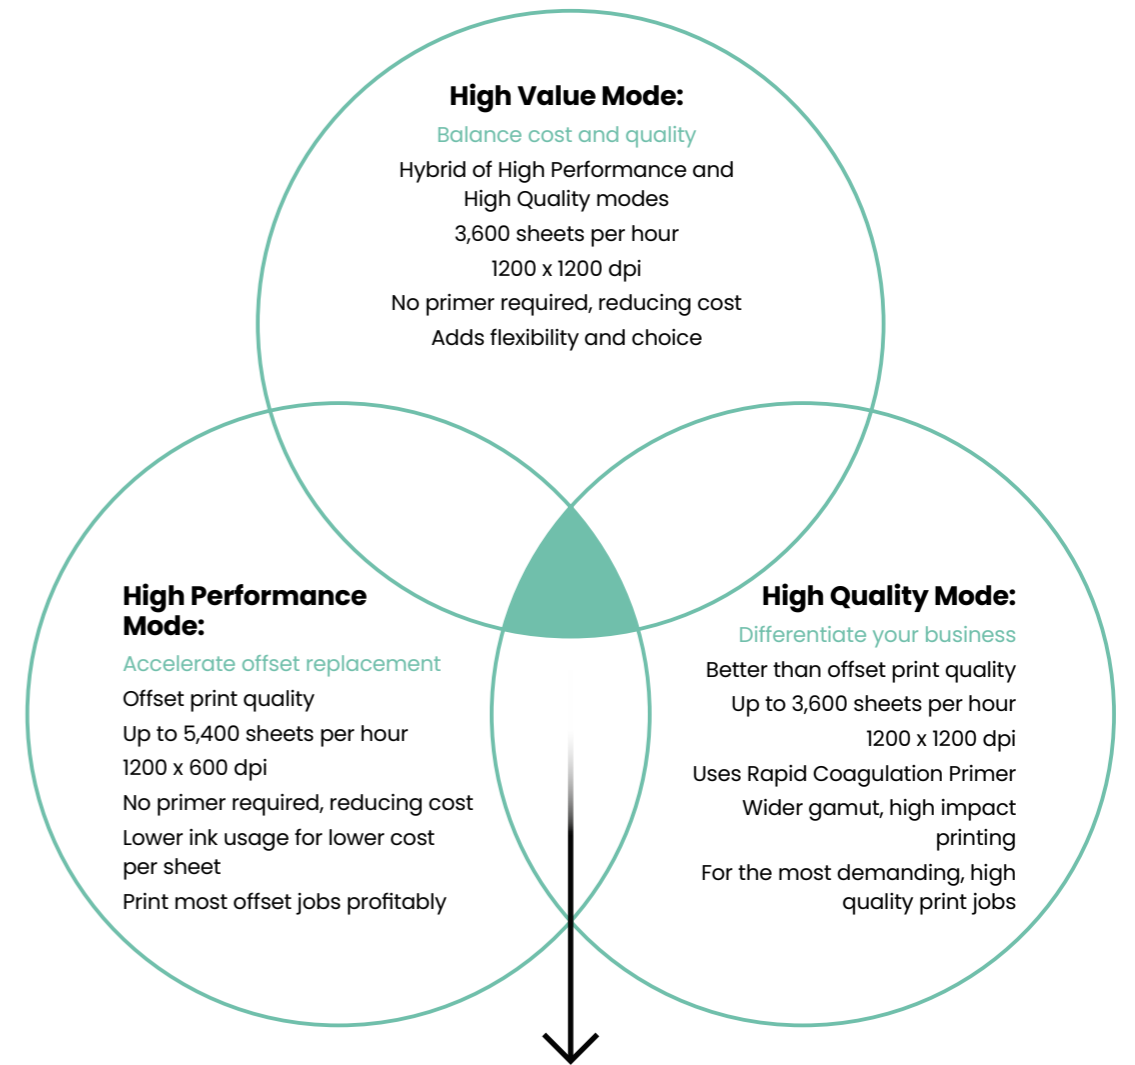 High Value Mode:
Balance cost and quality
Hybrid of High Performance and
High Quality modes
3,600 sheets per hour
1200 x 1200 dpi
No primer required, reducing cost
Adds flexibility and choice
High Performance
Mode:
Accelerate offset replacement
Offset print quality
Up to 5,400 sheets per hour
1200 x 600 dpi
No primer required, reducing cost
Lower ink usage for lower cost
per sheet
Print most offset jobs profitably
High Quality Mode:
Differentiate your business
Better than offset print quality
Up to 3,600 sheets per hour
1200 x 1200 dpi
Uses Rapid Coagulation Primer
Wider gamut, high impact
printing
For the most demanding, high
quality print jobs